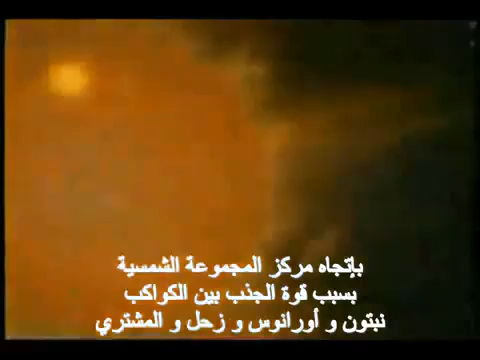 بإتجاه مركز المجموعة الشمسية
بسبب قوة الجذب بين الكواكب
نبتون و أورانوس و زحل و المشتري